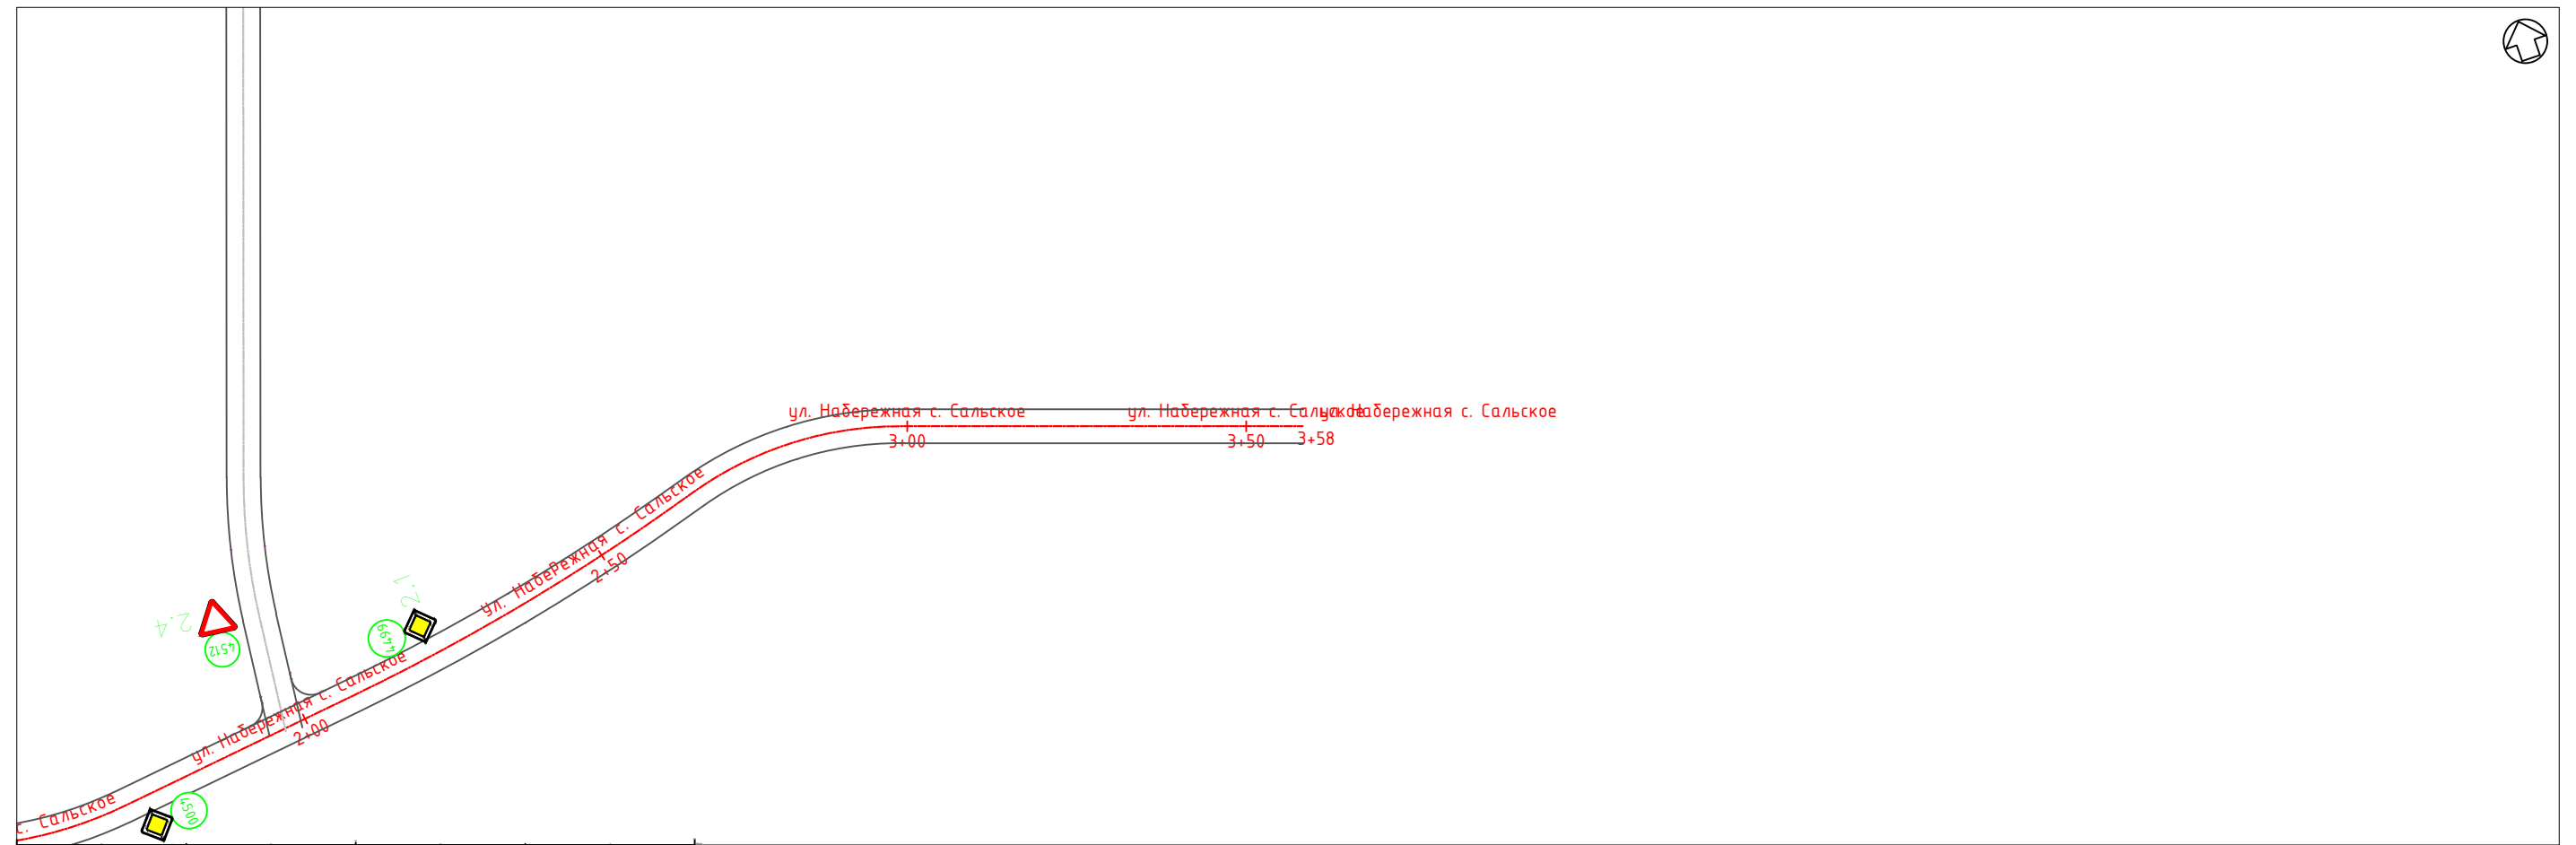 ул. Набережная с. Сальское
ул. Набережная с. Сальское
ул. Набережная с. Сальское
3+00
3+50
3+58
ул. Набережная с. Сальское
2+50
2.1
2.4
4499
4512
ул. Набережная с. Сальское
2+00
с. Сальское
4500